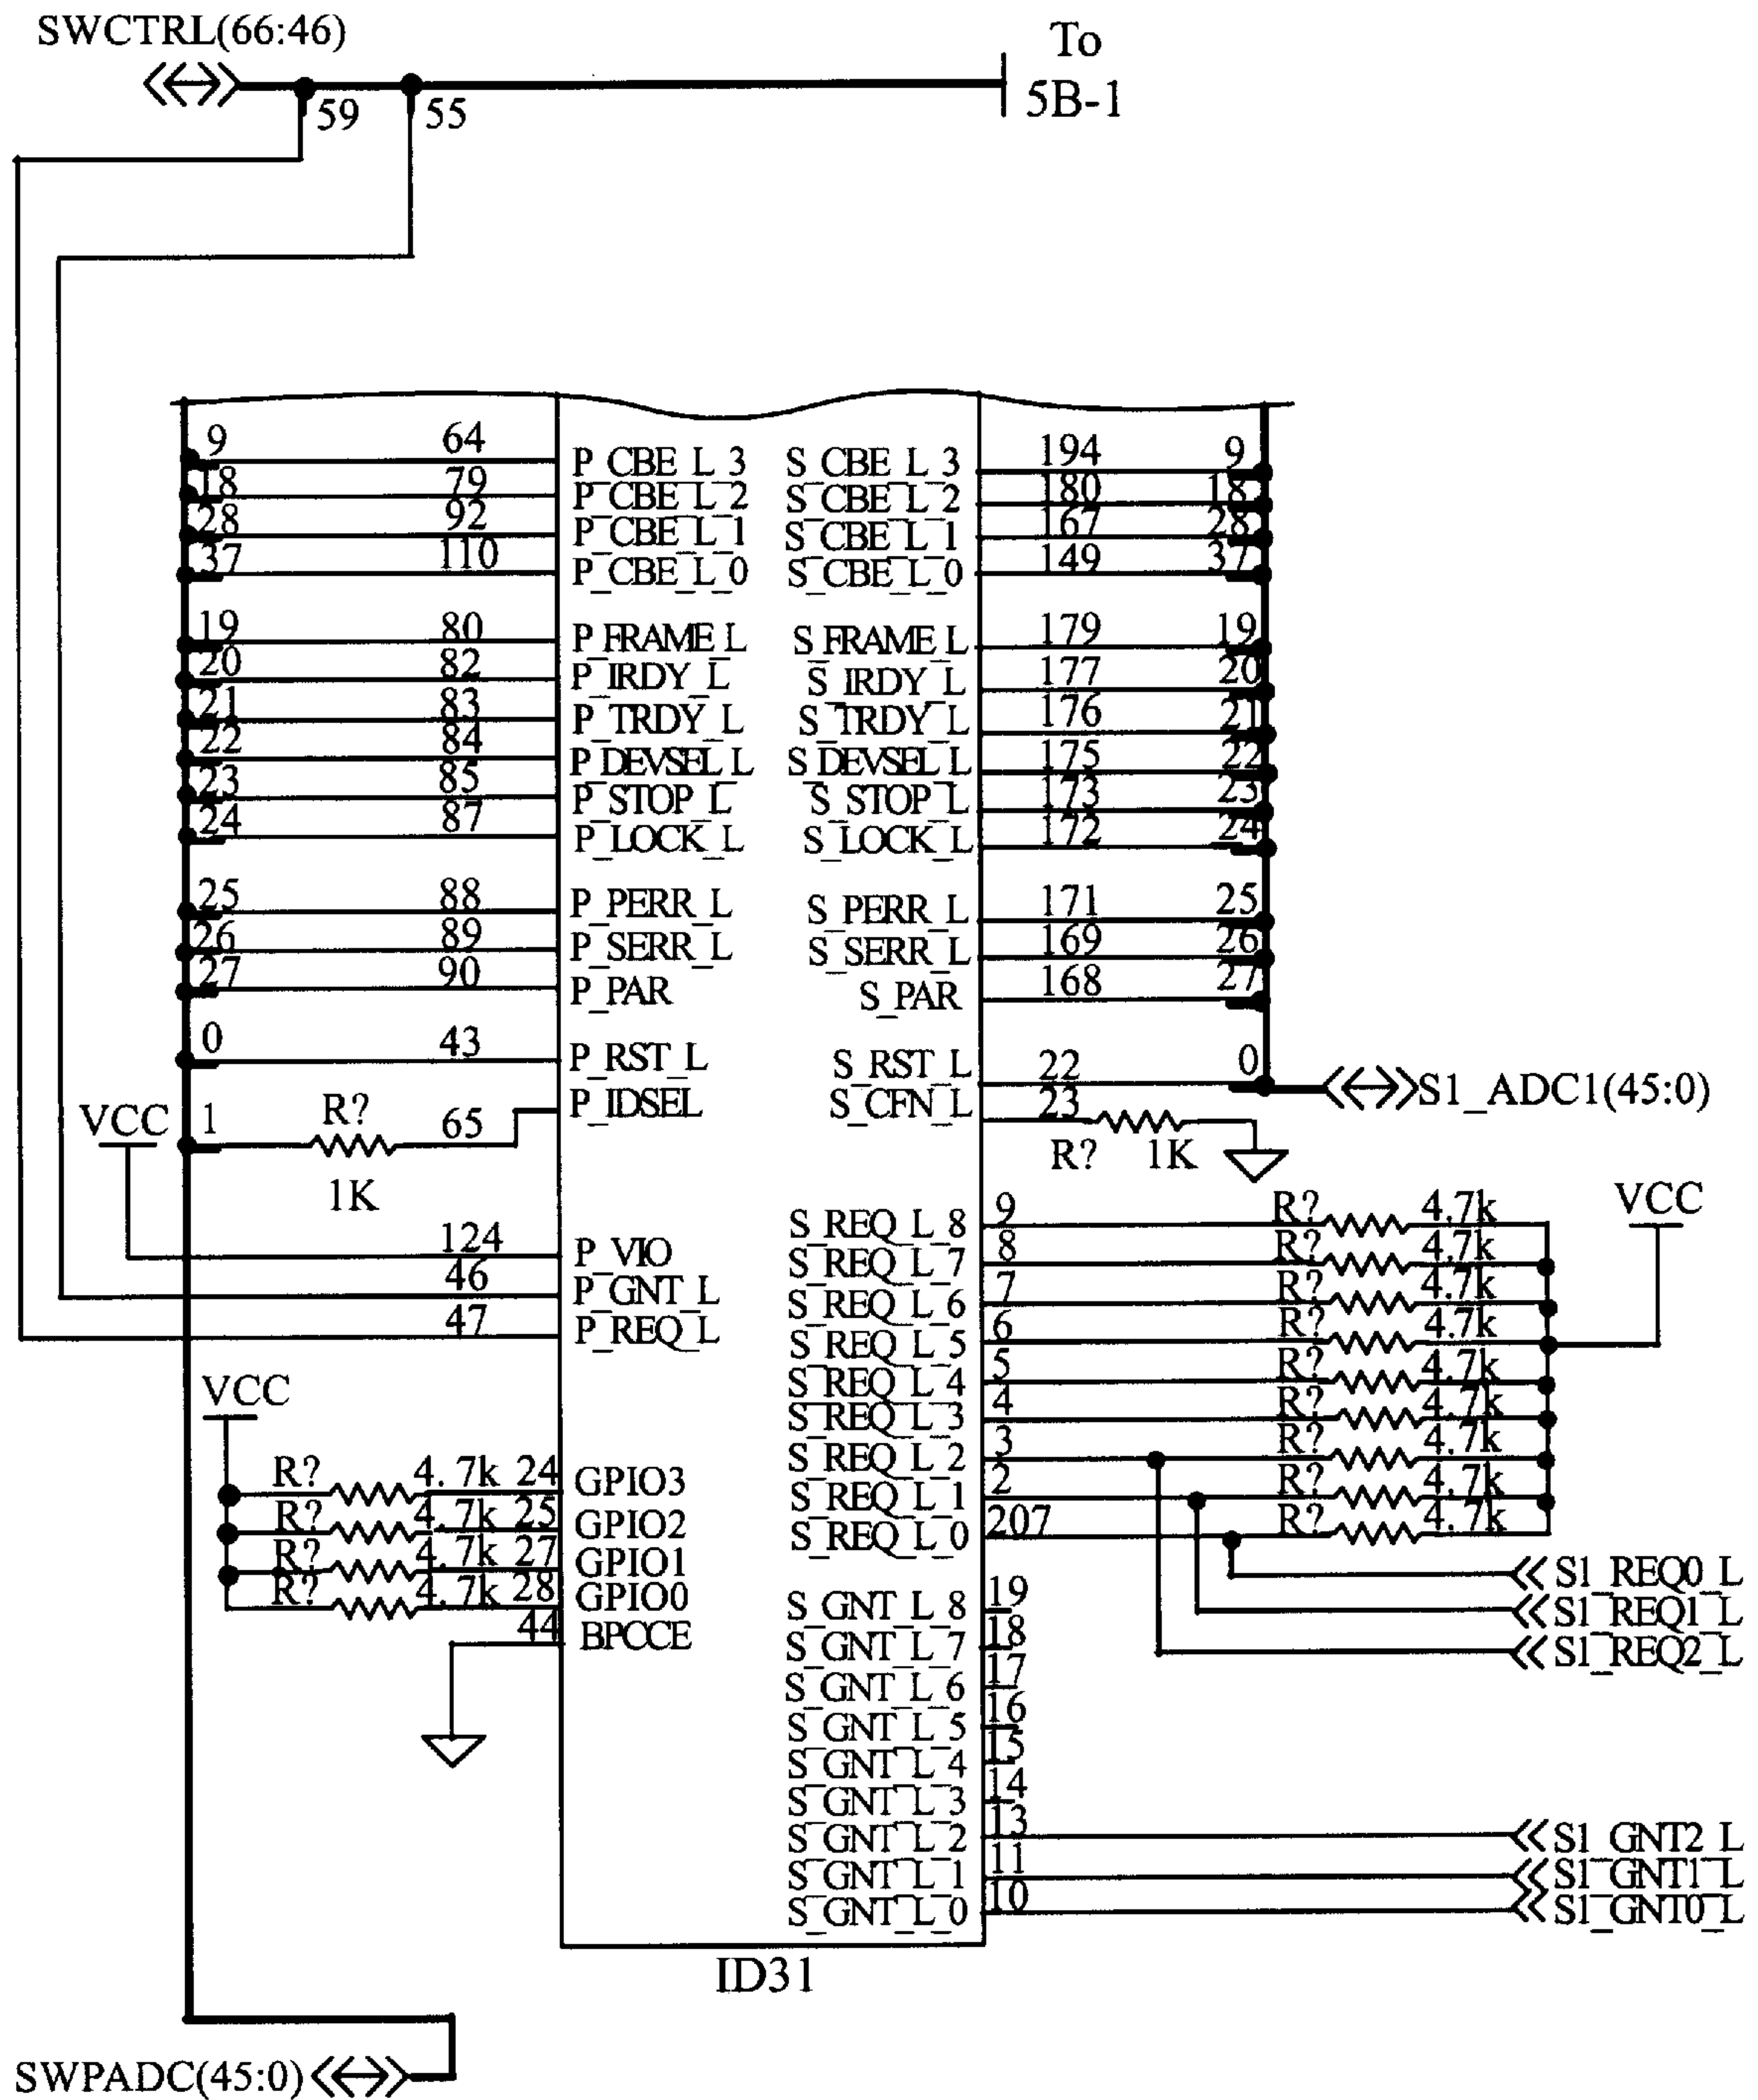 SWCTRL(66:46)
To
5B-1
59
55
9 64 P_CBE_L_3 S_CBE_L_3 194 9
18 79 P_CBE_L_2 S_CBE_L_2 180 18
28 92 P_CBE_L_1 S_CBE_L_1 167 28
37 110 P_CBE_L_0 S_CBE_L_0 149 37
19 80 P_FRAME_L S_FRAME_L 179 19
20 82 P_IRDY_L S_IRDY_L 177 20
21 83 P_TRDY_L S_TRDY_L 176 21
22 84 P_DEVSEL_L S_DEVSEL_L 175 22
23 85 P_STOP_L S_STOP_L 173 23
24 87 P_LOCK_L S_LOCK_L 172 24
25 88 P_PERR_L S_PERR_L 171 25
26 89 P_SERR_L S_SERR_L 169 26
27 90 P_PAR S_PAR 168 27
0 43 P_RST_L S_RST_L 22 0 S1_ADC1(45:0)
VCC 1 R? 1K 65 P_IDSEL S_CFN_L 23 R? 1K
124 P_VIO
46 P_GNT_L
47 P_REQ_L
VCC
S_REQ_L_8 9 R? 4.7k
S_REQ_L_7 8 R? 4.7k
S_REQ_L_6 7 R? 4.7k
S_REQ_L_5 6 R? 4.7k
S_REQ_L_4 5 R? 4.7k
S_REQ_L_3 4 R? 4.7k
S_REQ_L_2 3 R? 4.7k
S_REQ_L_1 2 R? 4.7k
S_REQ_L_0 207 R? 4.7k
VCC
R? 4.7k 24 GPIO3
R? 4.7k 25 GPIO2
R? 4.7k 27 GPIO1
R? 4.7k 28 GPIO0
44 BPCCE
S1_REQ0_L
S1_REQ1_L
S1_REQ2_L
S_GNT_L_8 19
S_GNT_L_7 18
S_GNT_L_6 17
S_GNT_L_5 16
S_GNT_L_4 15
S_GNT_L_3 14
S_GNT_L_2 13 S1_GNT2_L
S_GNT_L_1 11 S1_GNT1_L
S_GNT_L_0 10 S1_GNT0_L
ID31
SWPADC(45:0)